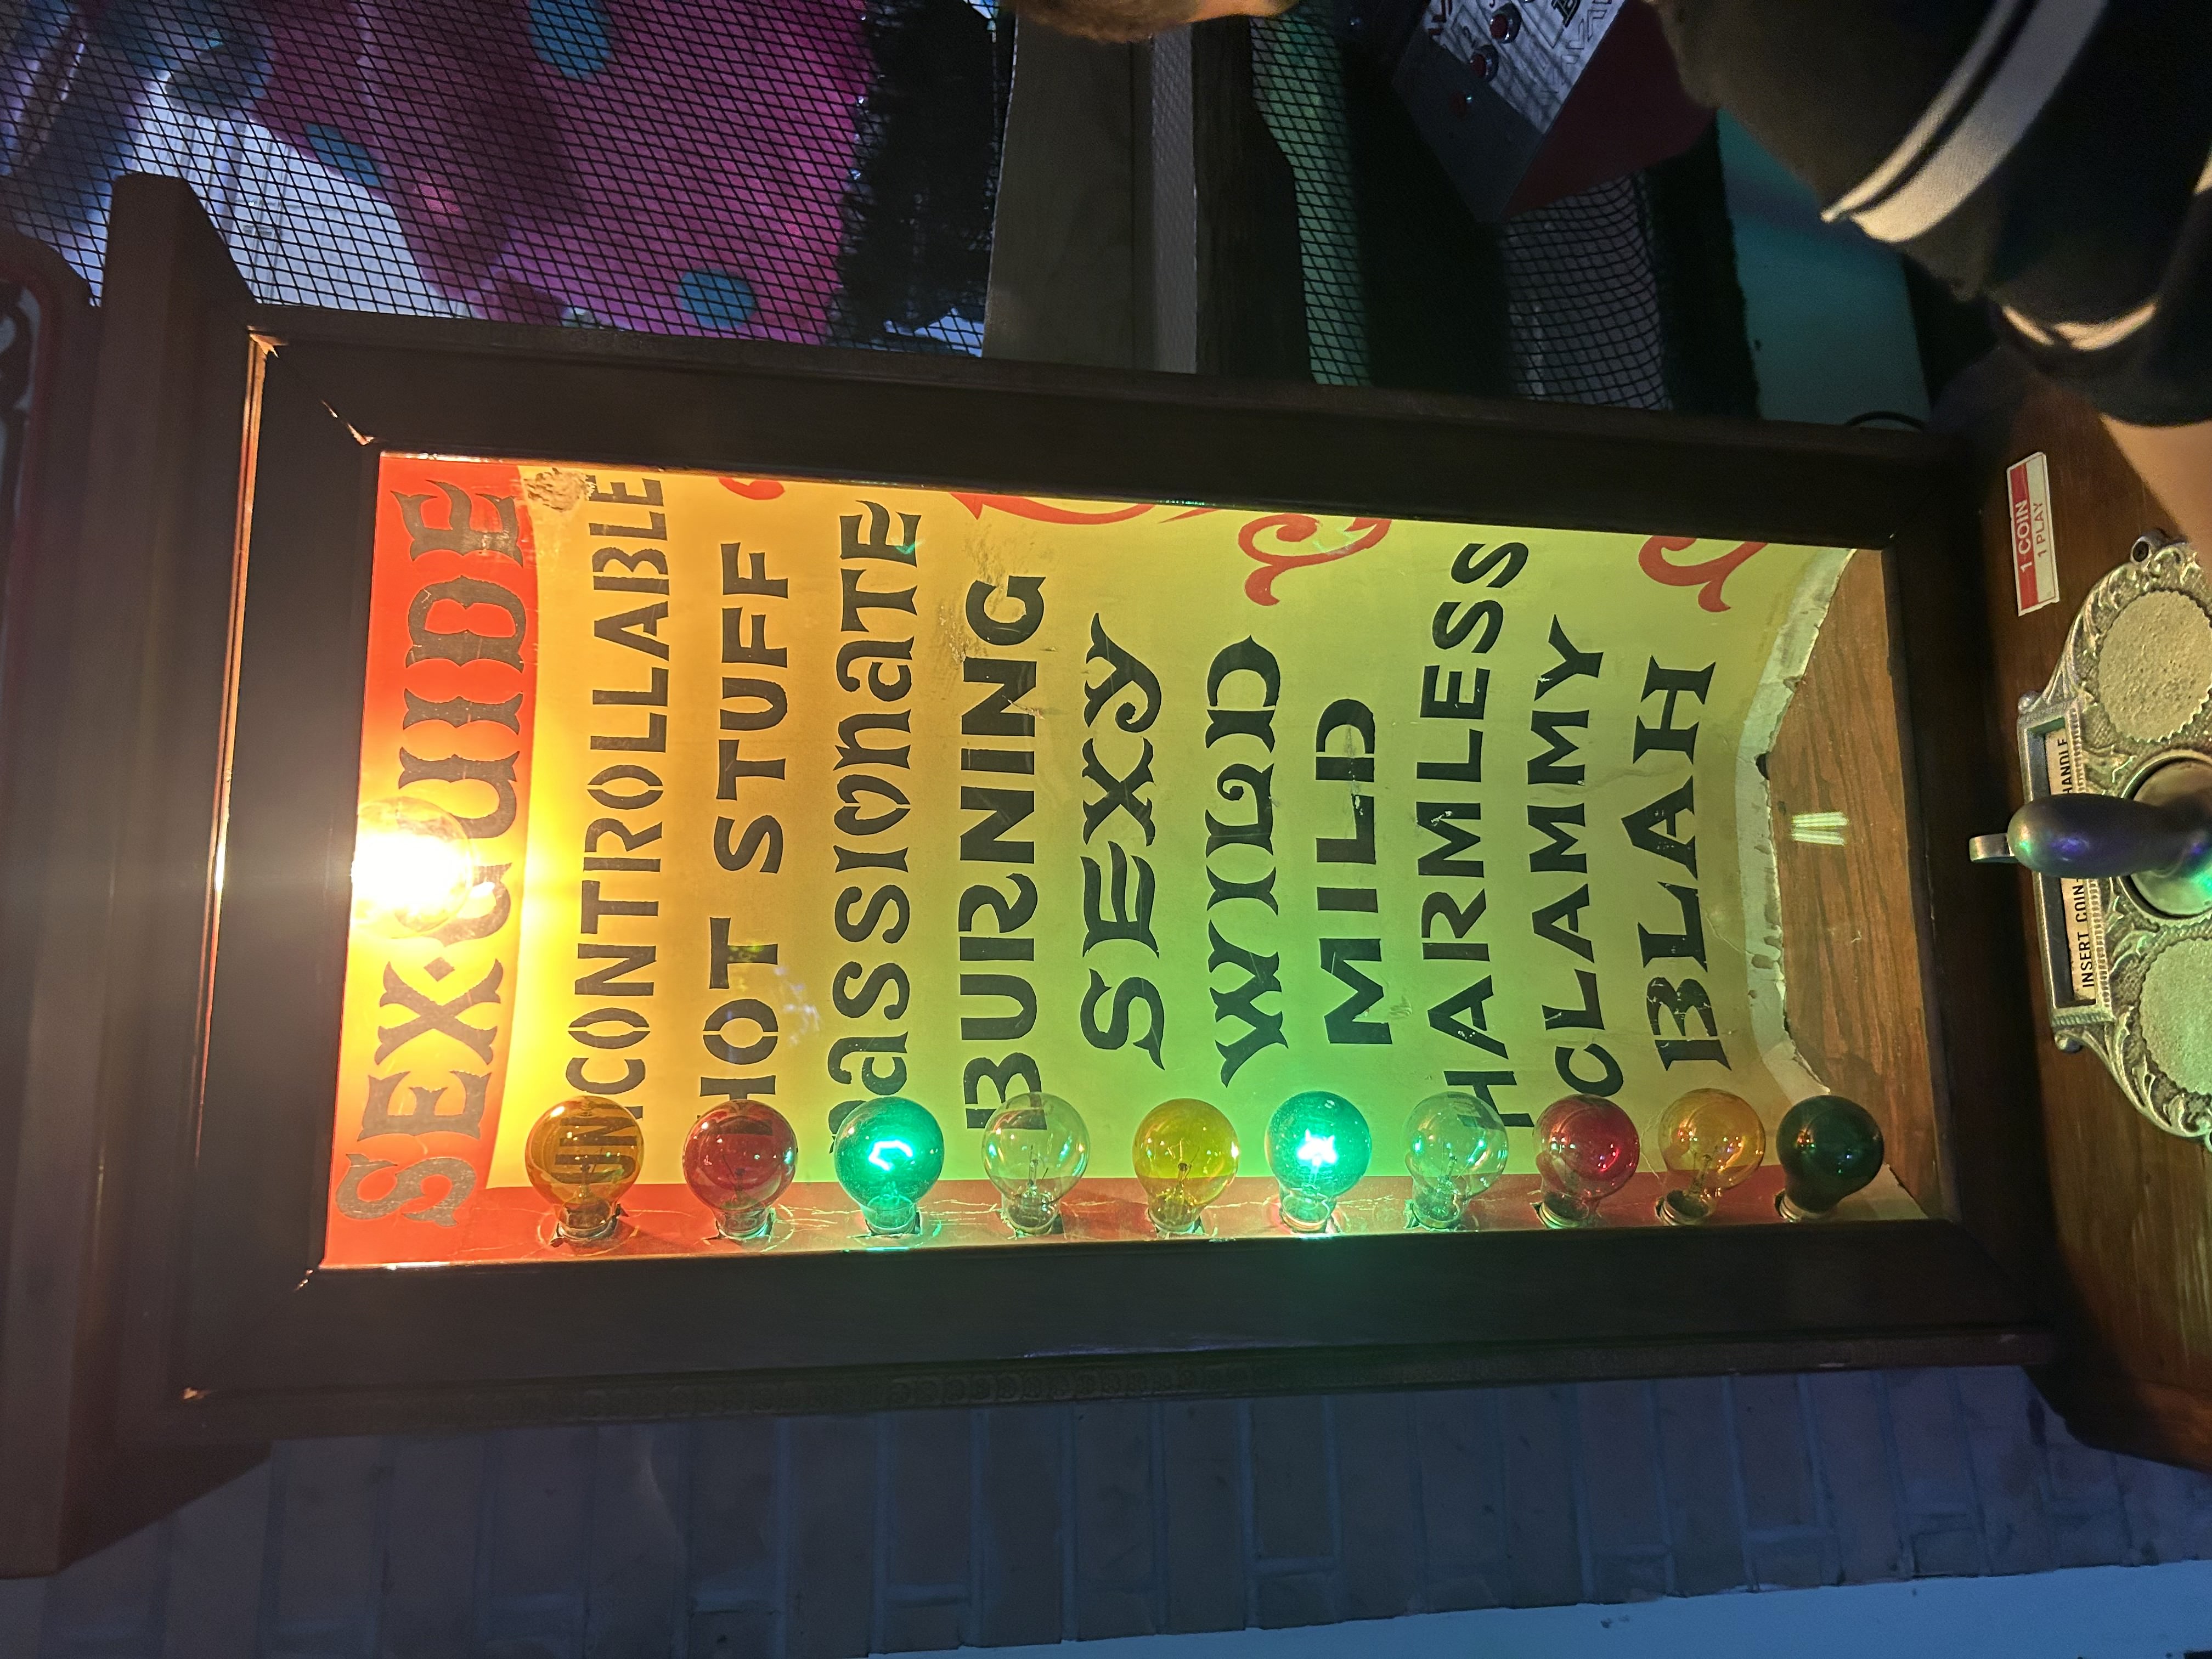 SEX·GUIDE
UNCONTROLLABLE
HOT STUFF
PASSIONATE
BURNING
SEXY
WILD
MILD
HARMLESS
CLAMMY
BLAH
1 COIN
1 PLAY
INSERT COIN HANDLE